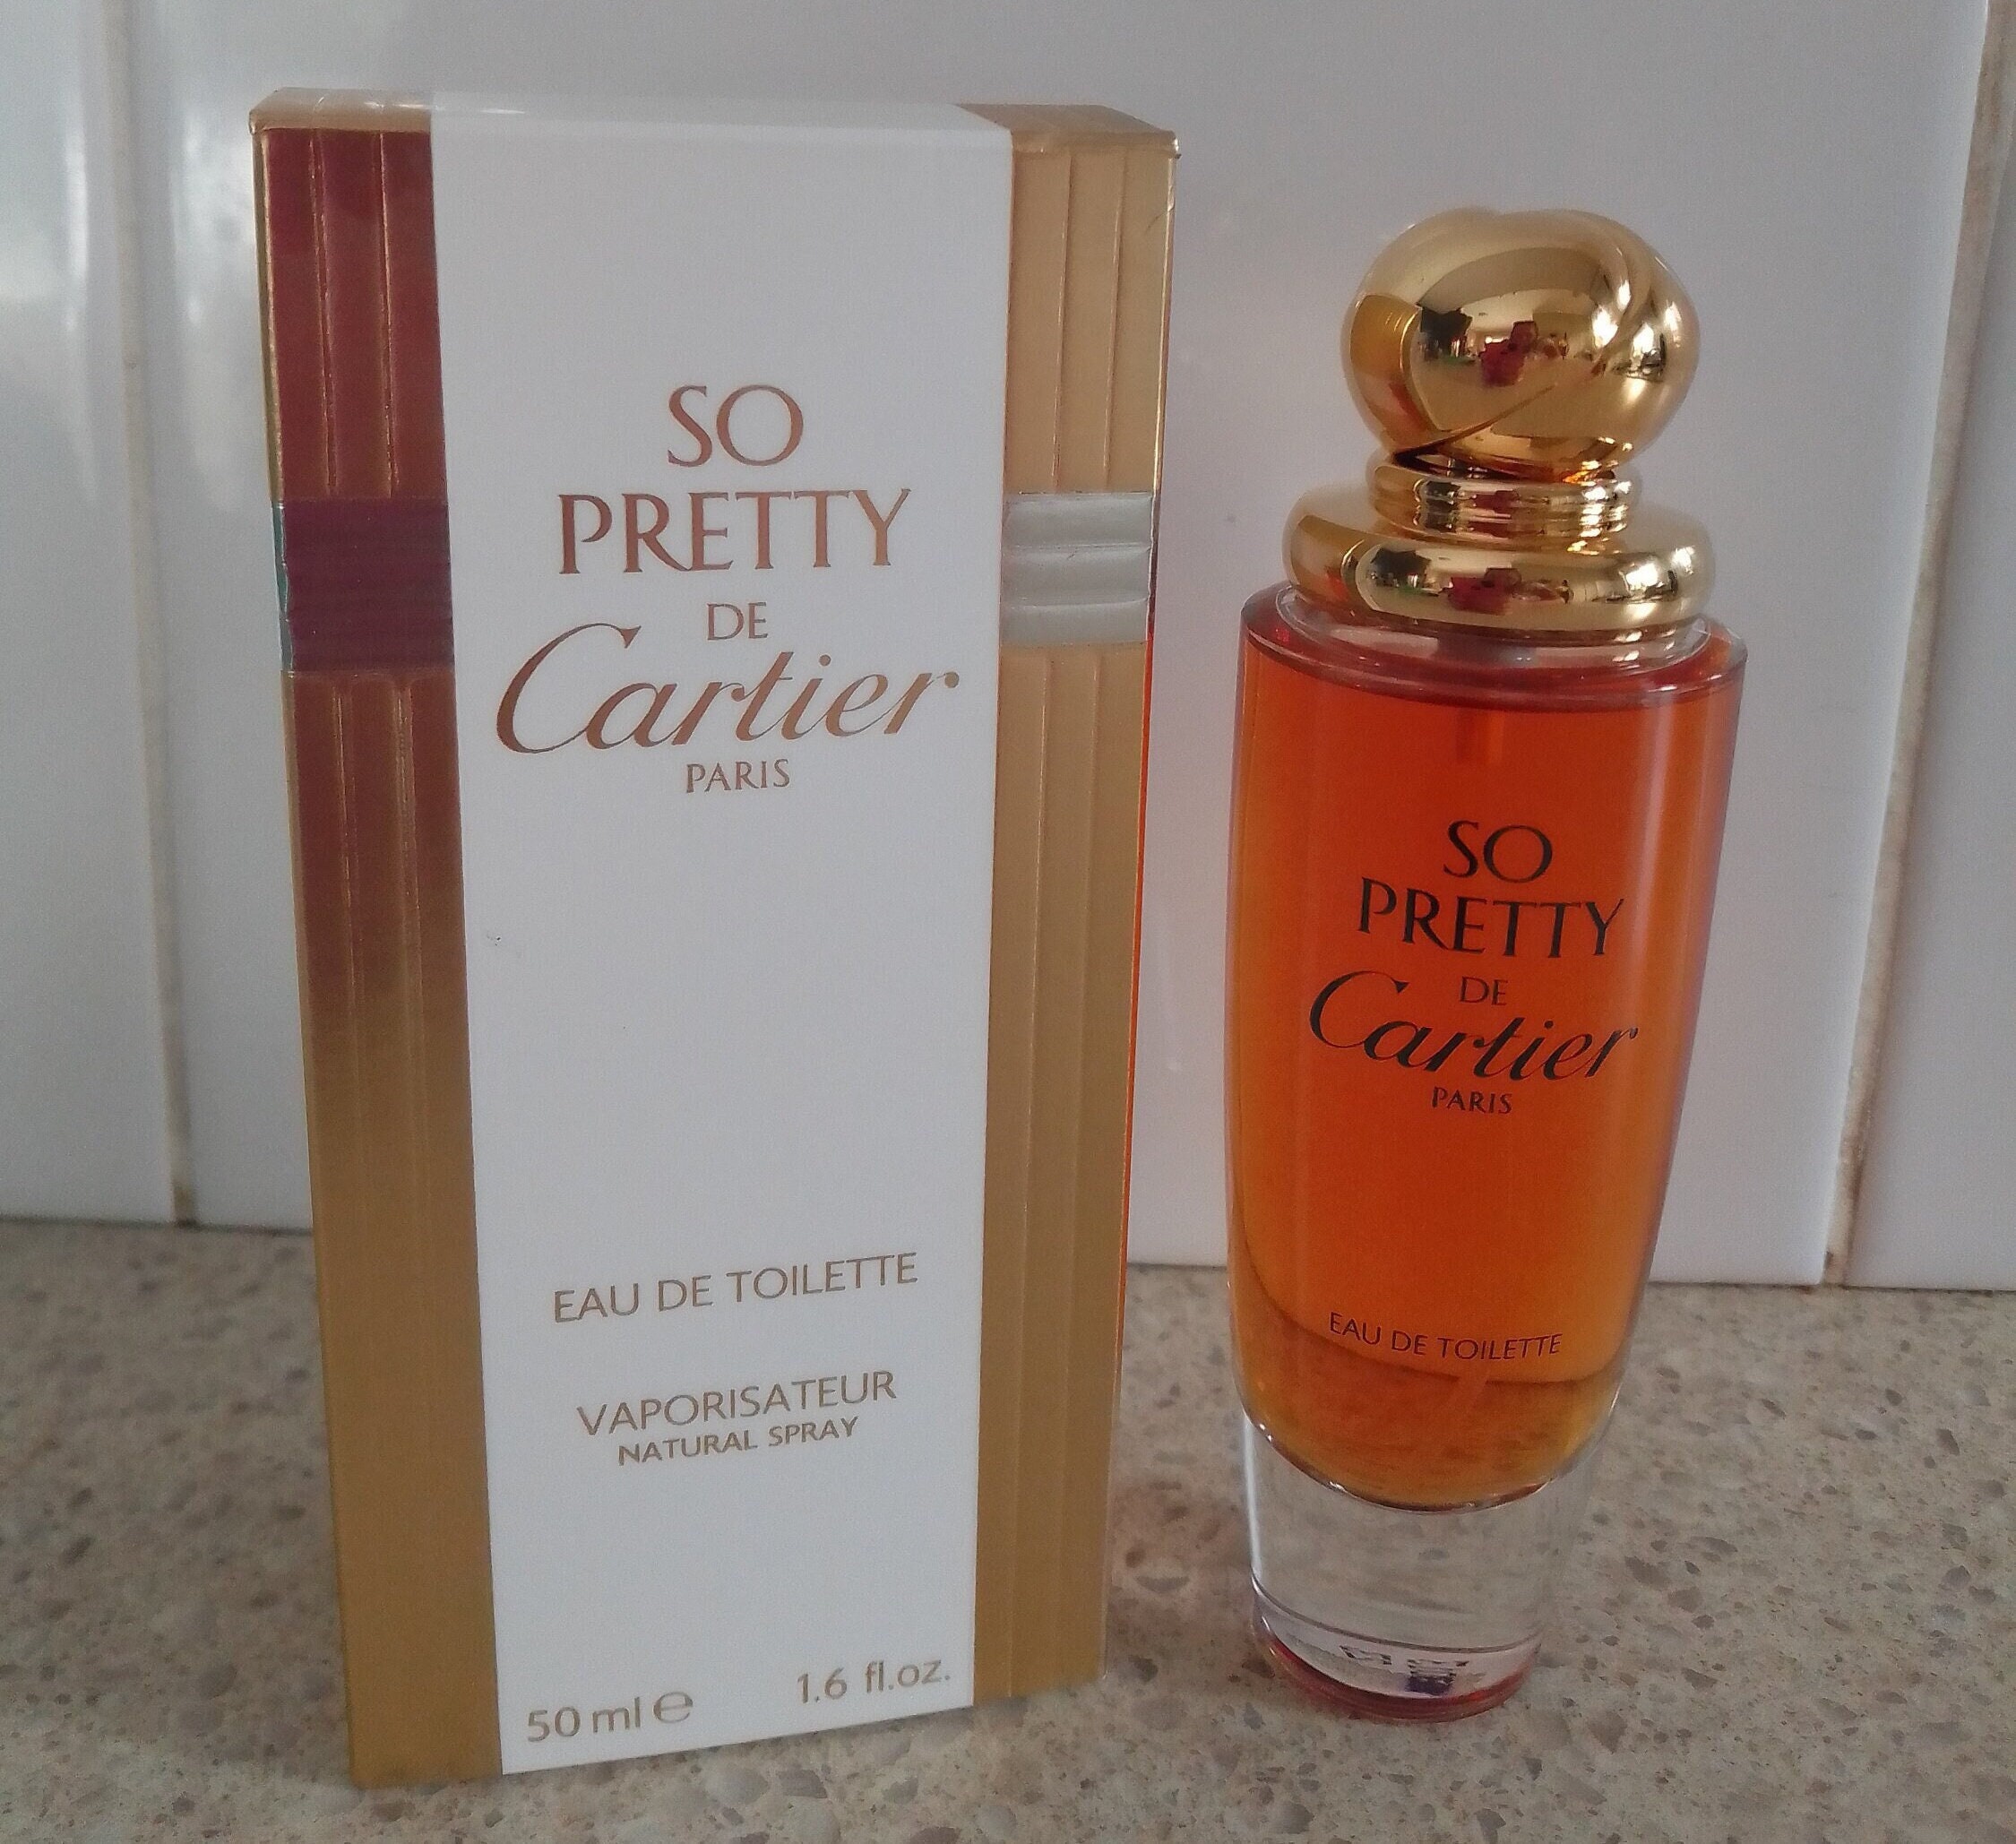 SO
PRETTY
DE
Cartier
PARIS
EAU DE TOILETTE
VAPORISATEUR
NATURAL SPRAY
50 ml ℮ 1.6 fl.oz.
SO
PRETTY
DE
Cartier
PARIS
EAU DE TOILETTE